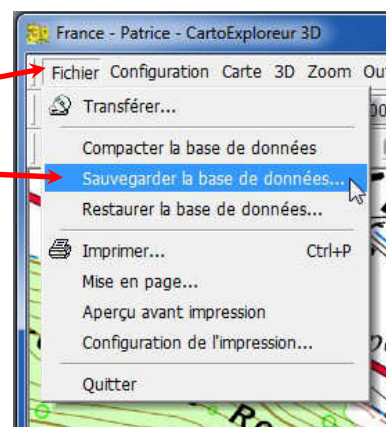 France - Patrice - CartoExploreur 3D
Fichier Configuration Carte 3D Zoom
Transférer...
Compacter la base de données
Sauvegarder la base de données...
Restaurer la base de données...
Imprimer... Ctrl+P
Mise en page...
Aperçu avant impression
Configuration de l'impression...
Quitter